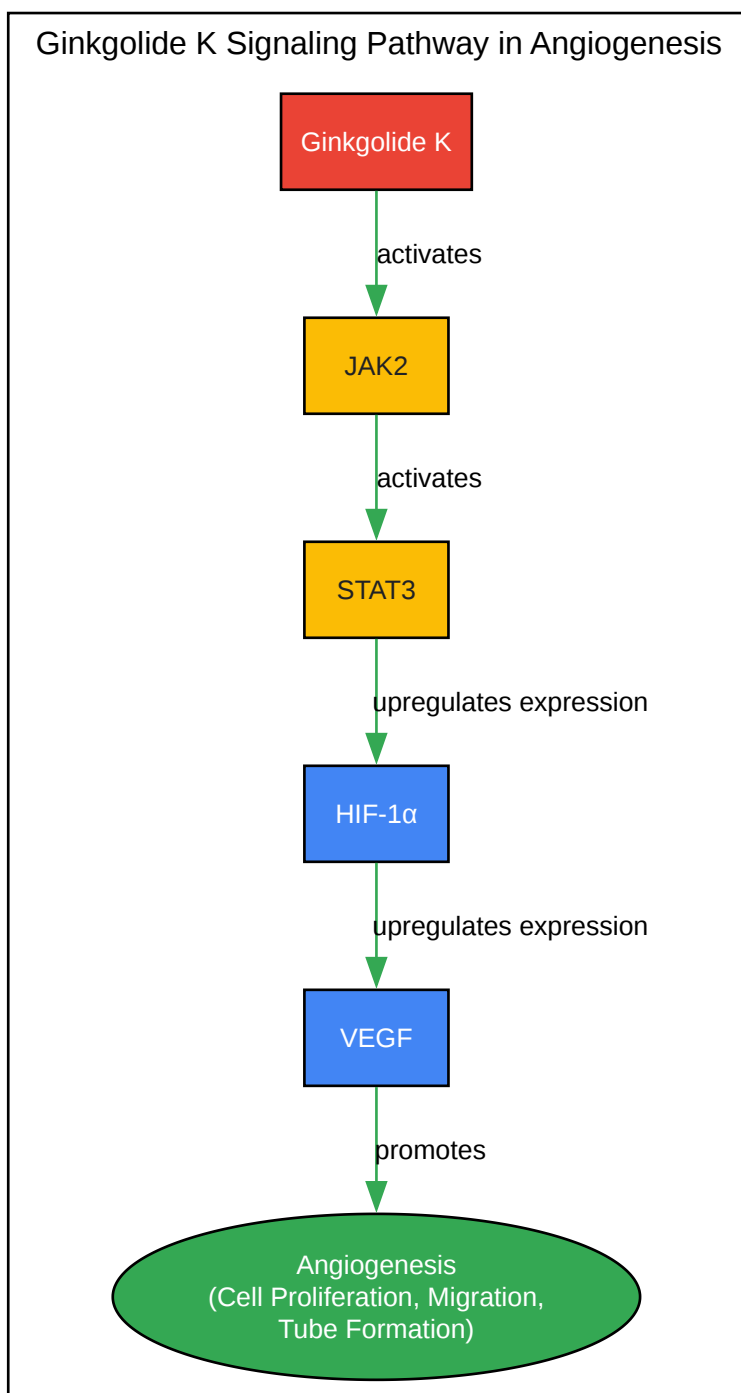 Ginkgolide K Signaling Pathway in Angiogenesis
Ginkgolide K
activates
JAK2
activates
STAT3
upregulates expression
HIF-1α
upregulates expression
VEGF
promotes
Angiogenesis
(Cell Proliferation, Migration,
Tube Formation)